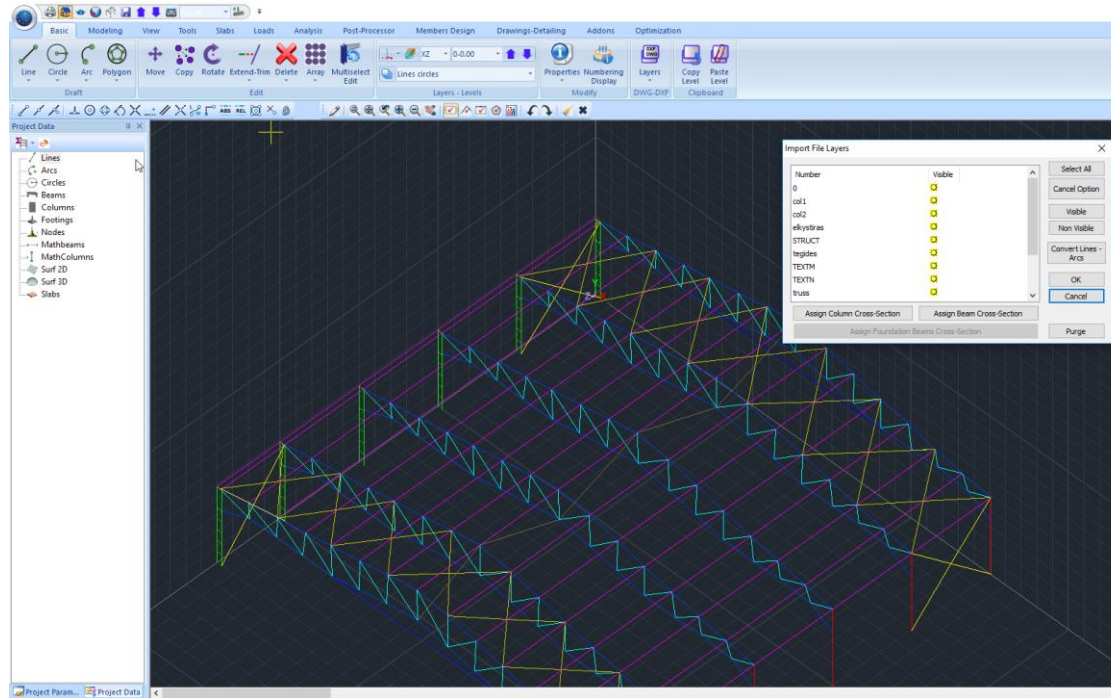 Basic Modeling View Tools Slabs Loads Analysis Post-Processor Members Design Drawings-Detailing Addons Optimization
Line Circle Arc Polygon Move Copy Rotate Extend-Trim Delete Array Multiselect Edit
XZ 0-0.00
Lines circles
Properties Numbering Display Layers Copy Level Paste Level
Draft Edit Layers - Levels Modify DWG-DXF Clipboard
DXF
DWG
ABS REL
Project Data
Lines
Arcs
Circles
Beams
Columns
Footings
Nodes
Mathbeams
MathColumns
Surf 2D
Surf 3D
Slabs
Import File Layers
Number Visible
0
col1
col2
elkystiras
STRUCT
tegides
TEXTM
TEXTN
truss
Select All
Cancel Option
Visible
Non Visible
Convert Lines -
Arcs
OK
Cancel
Assign Column Cross-Section Assign Beam Cross-Section
Assign Foundation Beams Cross-Section Purge
Project Param... Project Data